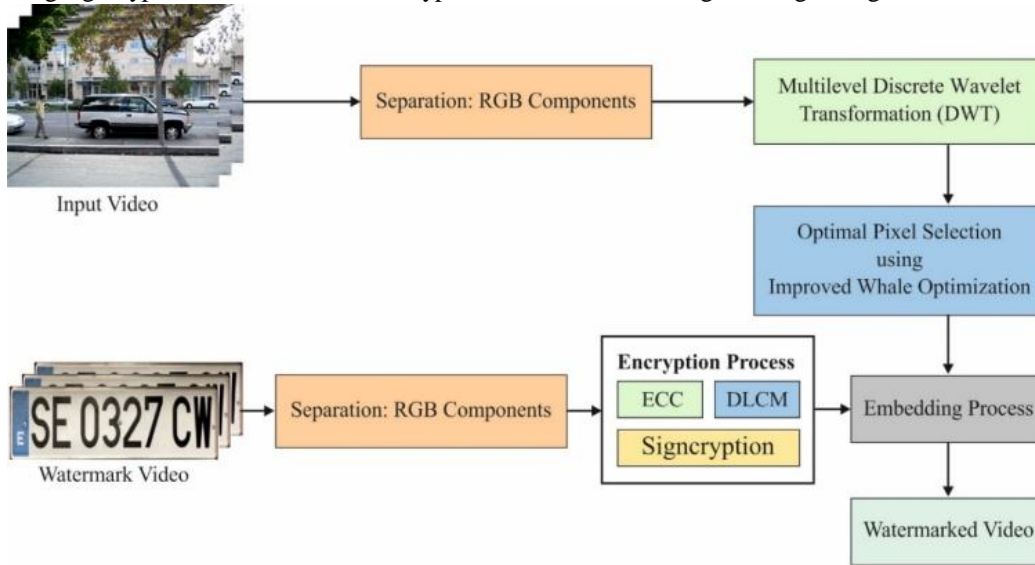 Separation: RGB Components
Multilevel Discrete Wavelet
Transformation (DWT)
Input Video
Optimal Pixel Selection
using
Improved Whale Optimization
SE 0327 CW
Watermark Video
Separation: RGB Components
Encryption Process
ECC
DLCM
Signcryption
Embedding Process
Watermarked Video